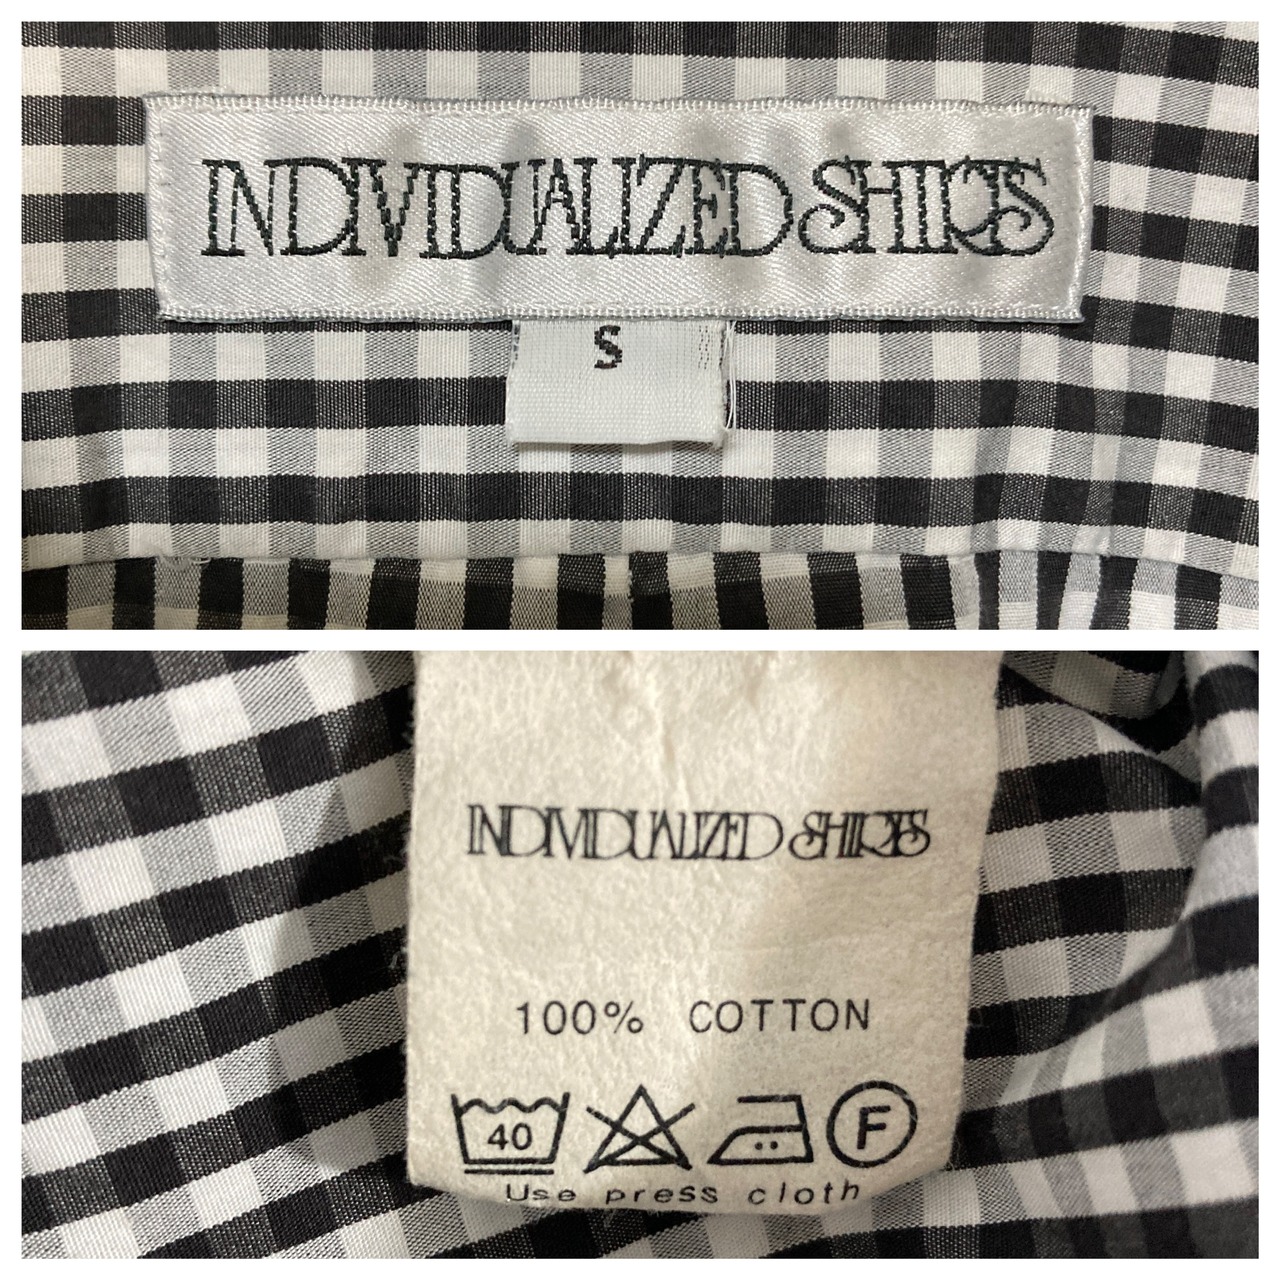 INDIVIDUALIZED SHIRTS
S
INDIVIDUALIZED SHIRTS
100% COTTON
40 F
Use press cloth